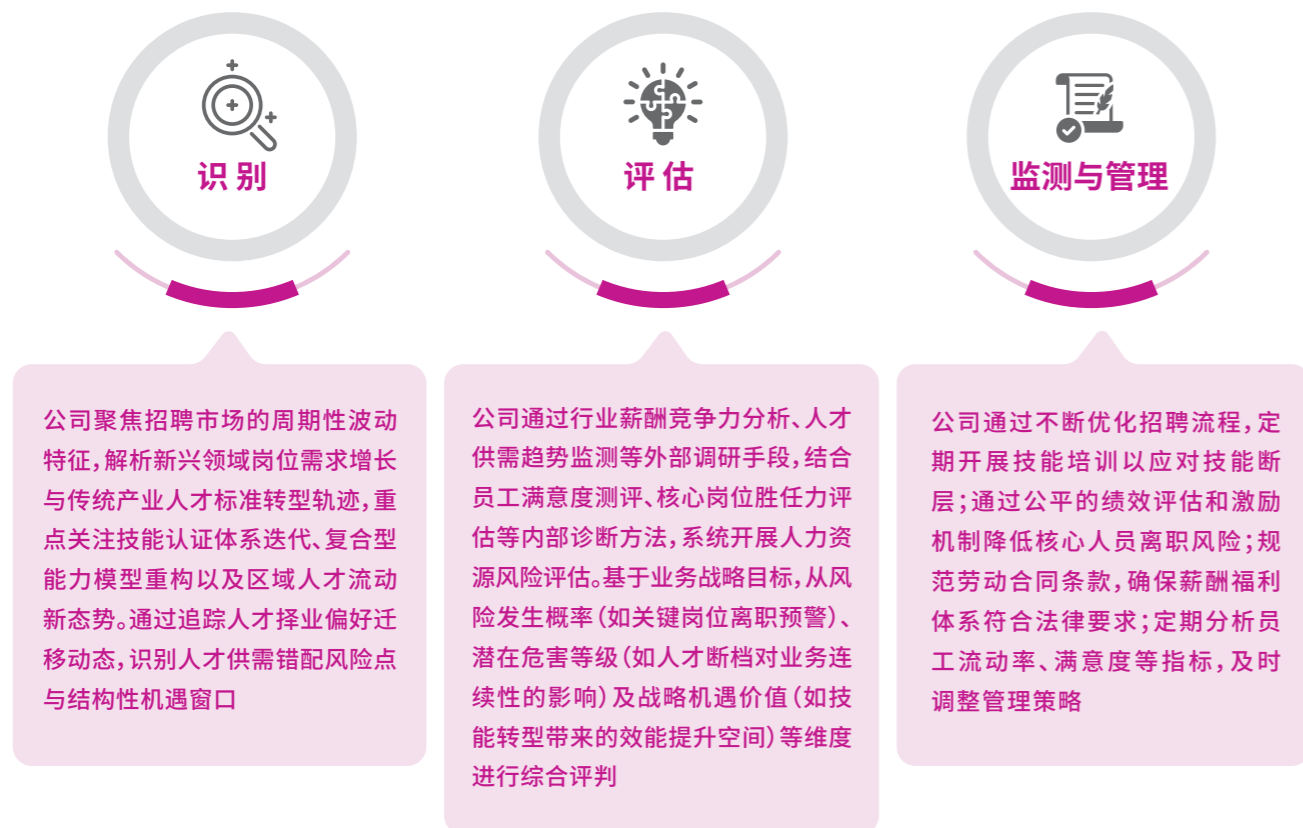 识别
公司聚焦招聘市场的周期性波动
特征,解析新兴领域岗位需求增长
与传统产业人才标准转型轨迹,重
点关注技能认证体系迭代、复合型
能力模型重构以及区域人才流动
新态势。通过追踪人才择业偏好迁
移动态,识别人才供需错配风险点
与结构性机遇窗口
评估
公司通过行业薪酬竞争力分析、人才
供需趋势监测等外部调研手段,结合
员工满意度测评、核心岗位胜任力评
估等内部诊断方法,系统开展人力资
源风险评估。基于业务战略目标,从风
险发生概率(如关键岗位离职预警)、
潜在危害等级(如人才断档对业务连
续性的影响)及战略机遇价值(如技
能转型带来的效能提升空间)等维度
进行综合评判
监测与管理
公司通过不断优化招聘流程,定
期开展技能培训以应对技能断
层;通过公平的绩效评估和激励
机制降低核心人员离职风险;规
范劳动合同条款,确保薪酬福利
体系符合法律要求;定期分析员
工流动率、满意度等指标,及时
调整管理策略